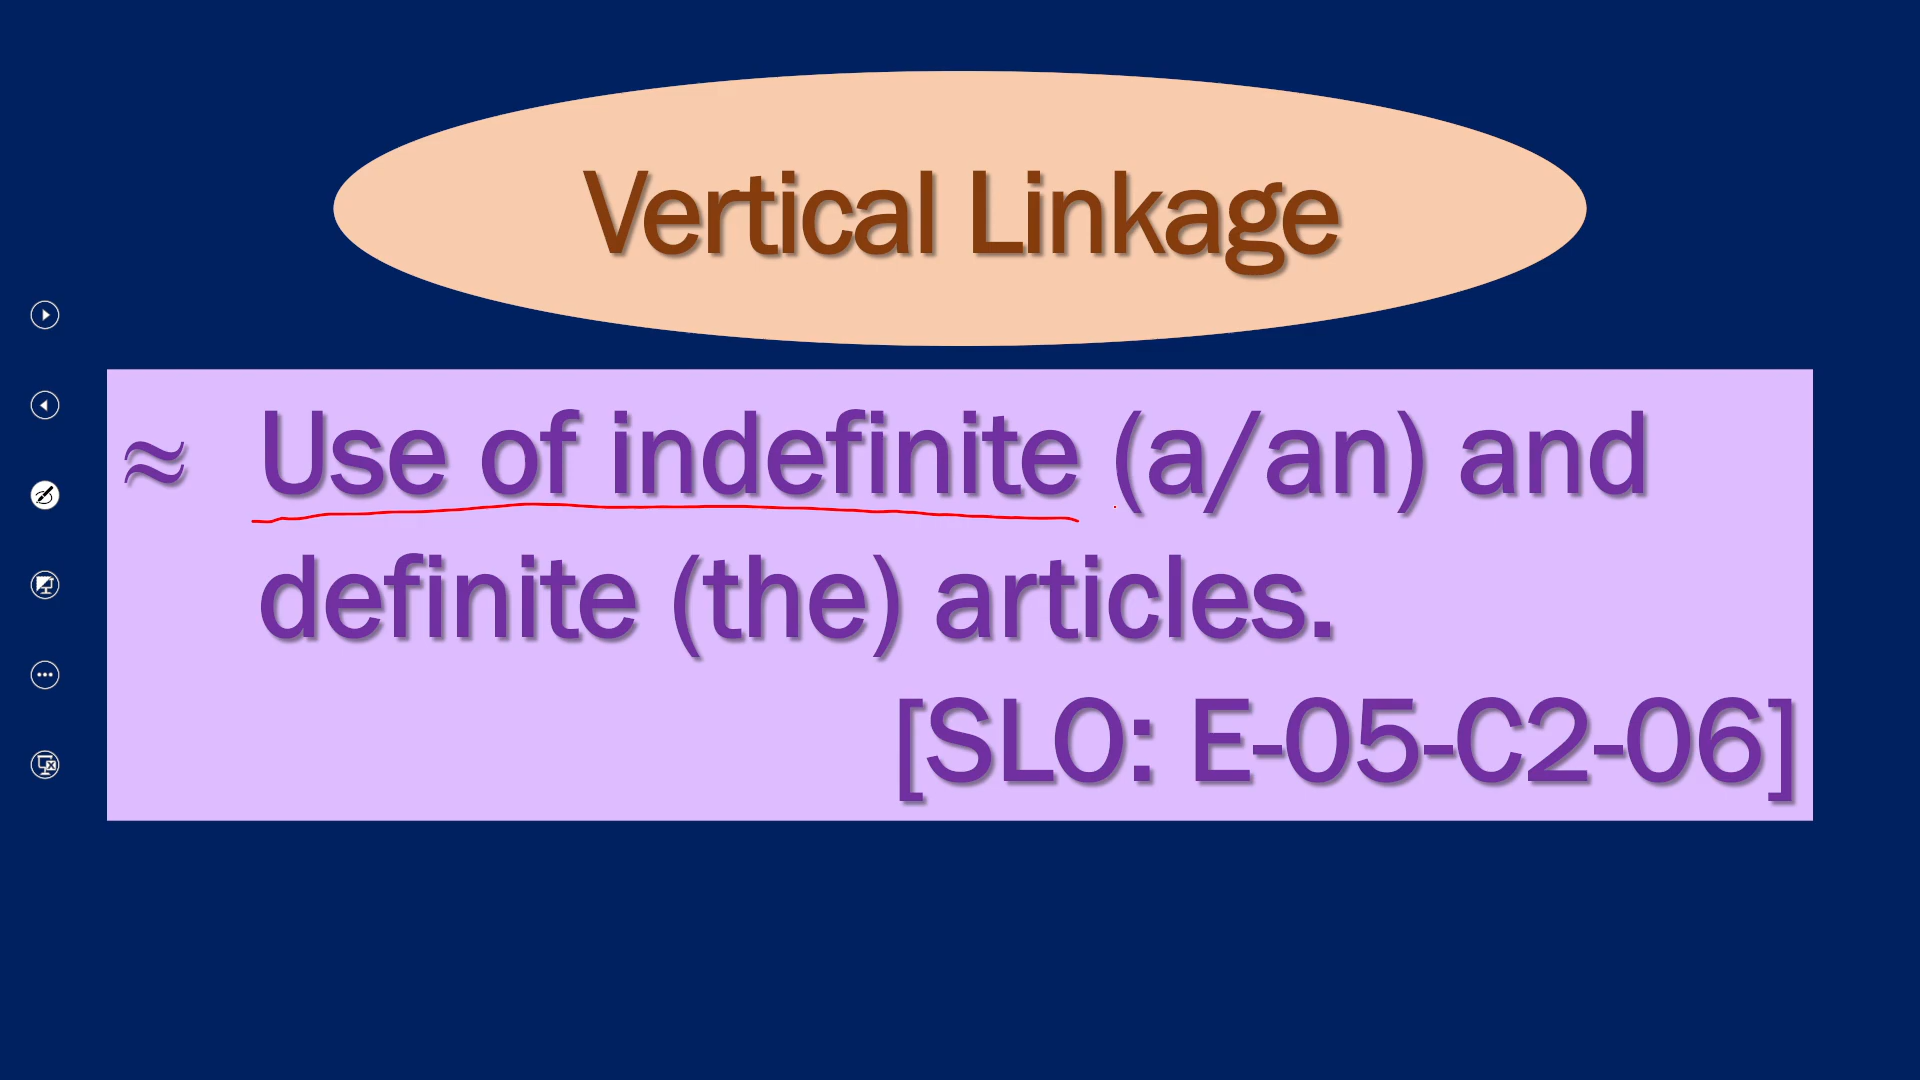 Vertical Linkage
≈ Use of indefinite (a/an) and
definite (the) articles.
[SLO: E-05-C2-06]